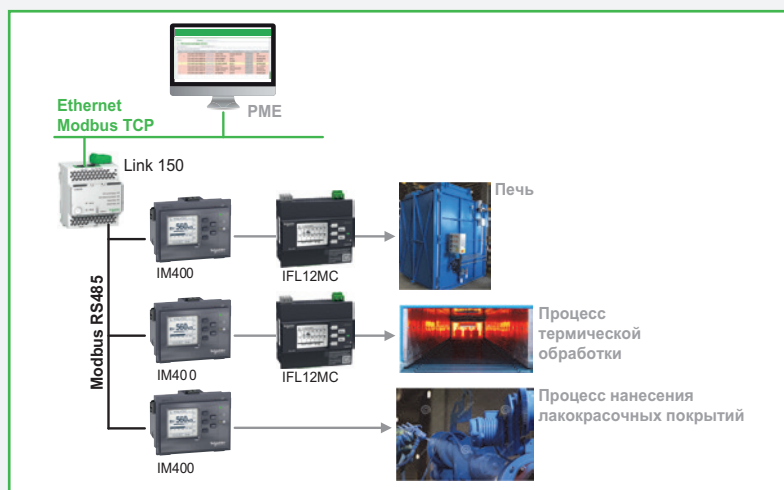 PME
Ethernet
Modbus TCP
Link 150
Печь
IM400
IFL12MC
Modbus RS485
Процесс
термической
обработки
IM400
IFL12MC
Процесс нанесения
лакокрасочных покрытий
IM400